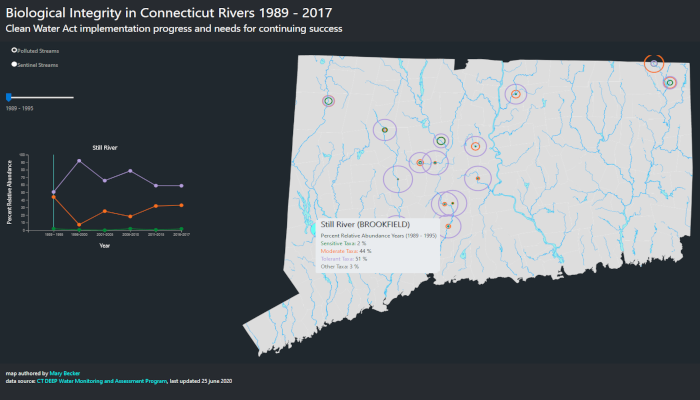 Biological Integrity in Connecticut Rivers 1989 - 2017
Clean Water Act implementation progress and needs for continuing success
Polluted Streams
Sentinel Streams
1989 - 1995
Still River
Percent Relative Abundance
100
90
80
70
60
50
40
30
20
10
0
1989 - 1995
1996-2000
2001-2005
2006-2010
2011-2015
2016-2017
Year
Still River (BROOKFIELD)
Percent Relative Abundance Years (1989 - 1995)
Sensitive Taxa: 2 %
Moderate Taxa: 44 %
Tolerant Taxa: 51 %
Other Taxa: 3 %
map authored by Mary Becker
data source: CT DEEP Water Monitoring and Assessment Program, last updated 25 June 2020